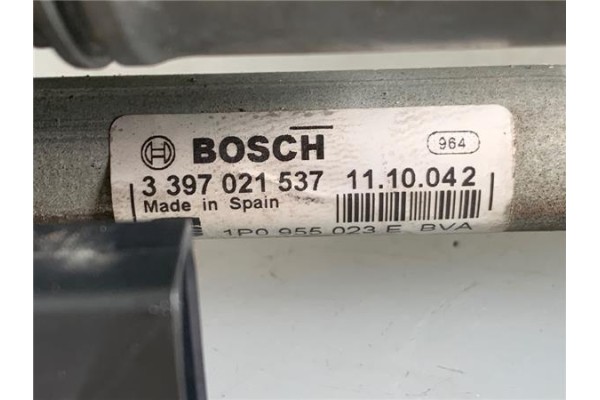 BOSCH
964
3 397 021 537 11.10.042
Made in Spain
1P0 955 023 E BVA